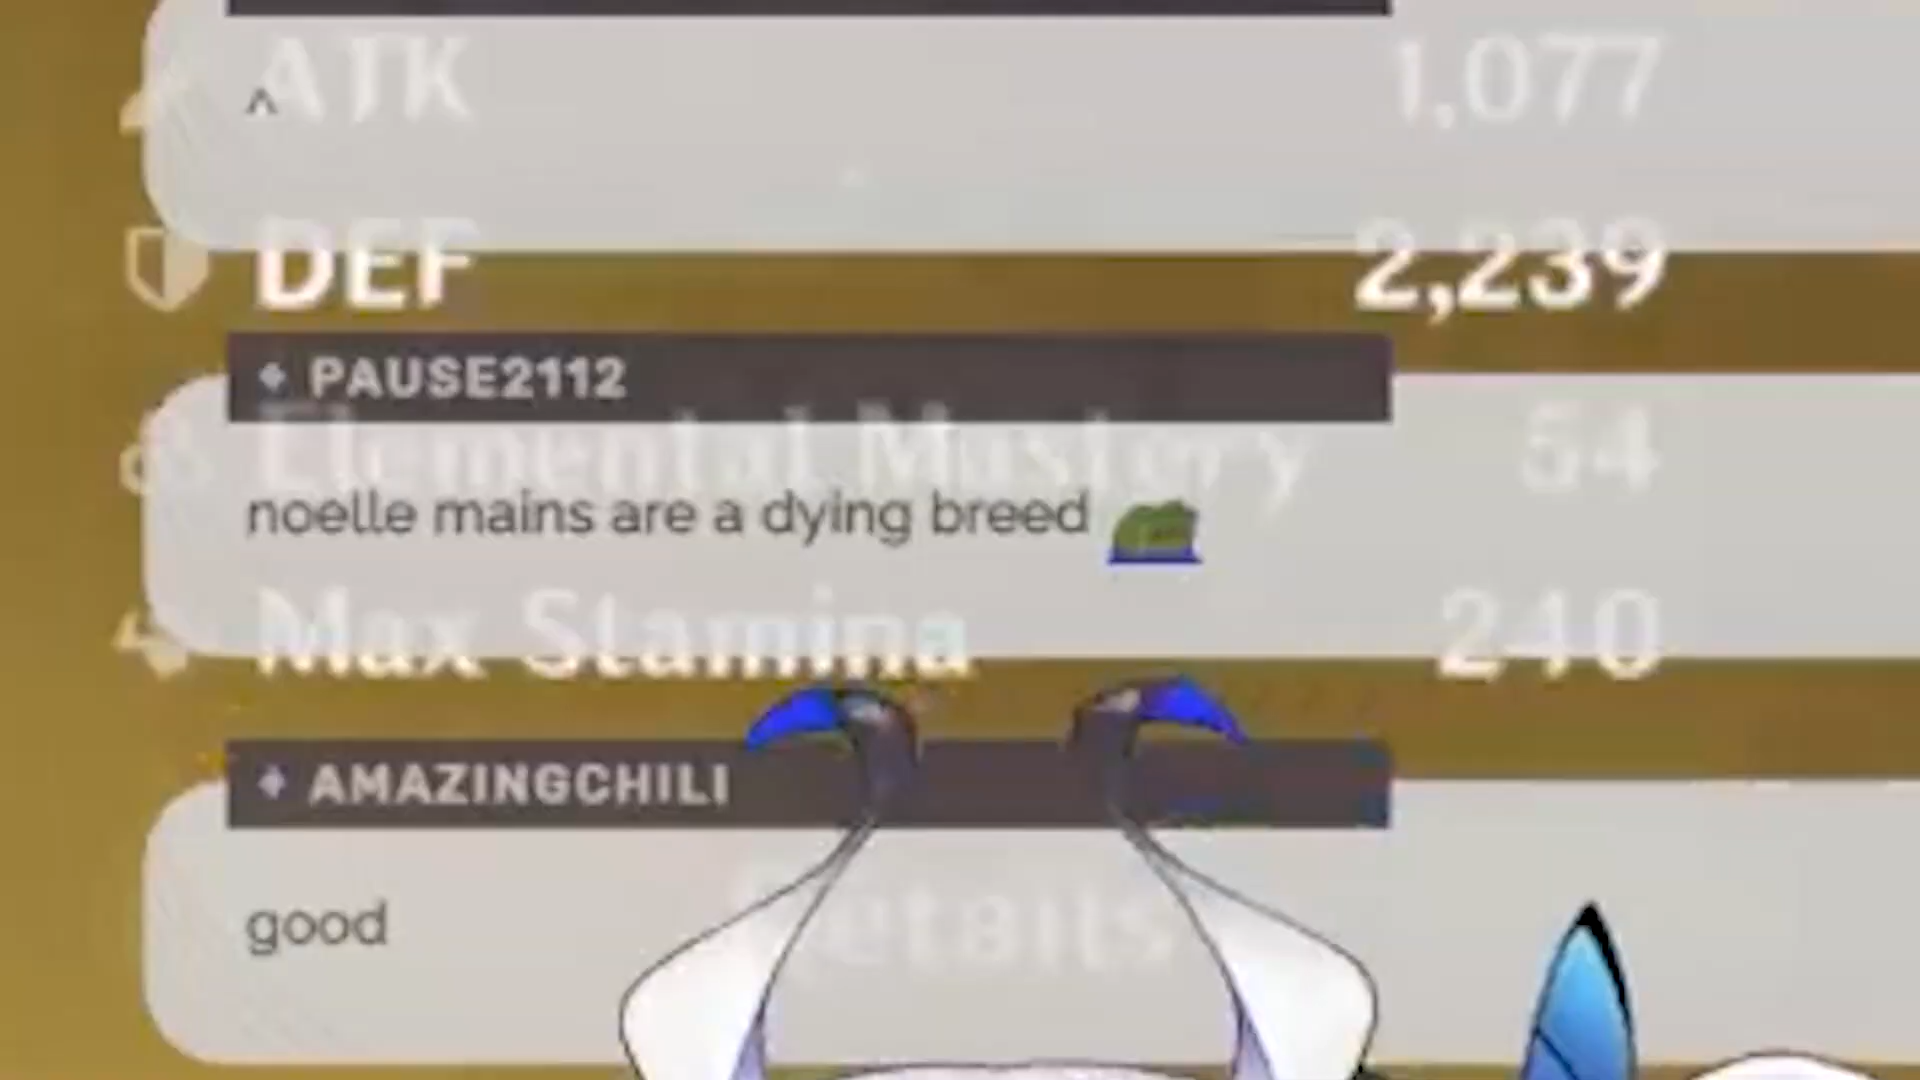 ATK 1,077
^
DEF 2,239
PAUSE2112
Elemental Mastery 54
noelle mains are a dying breed
Max Stamina 240
AMAZINGCHILI
Details
good